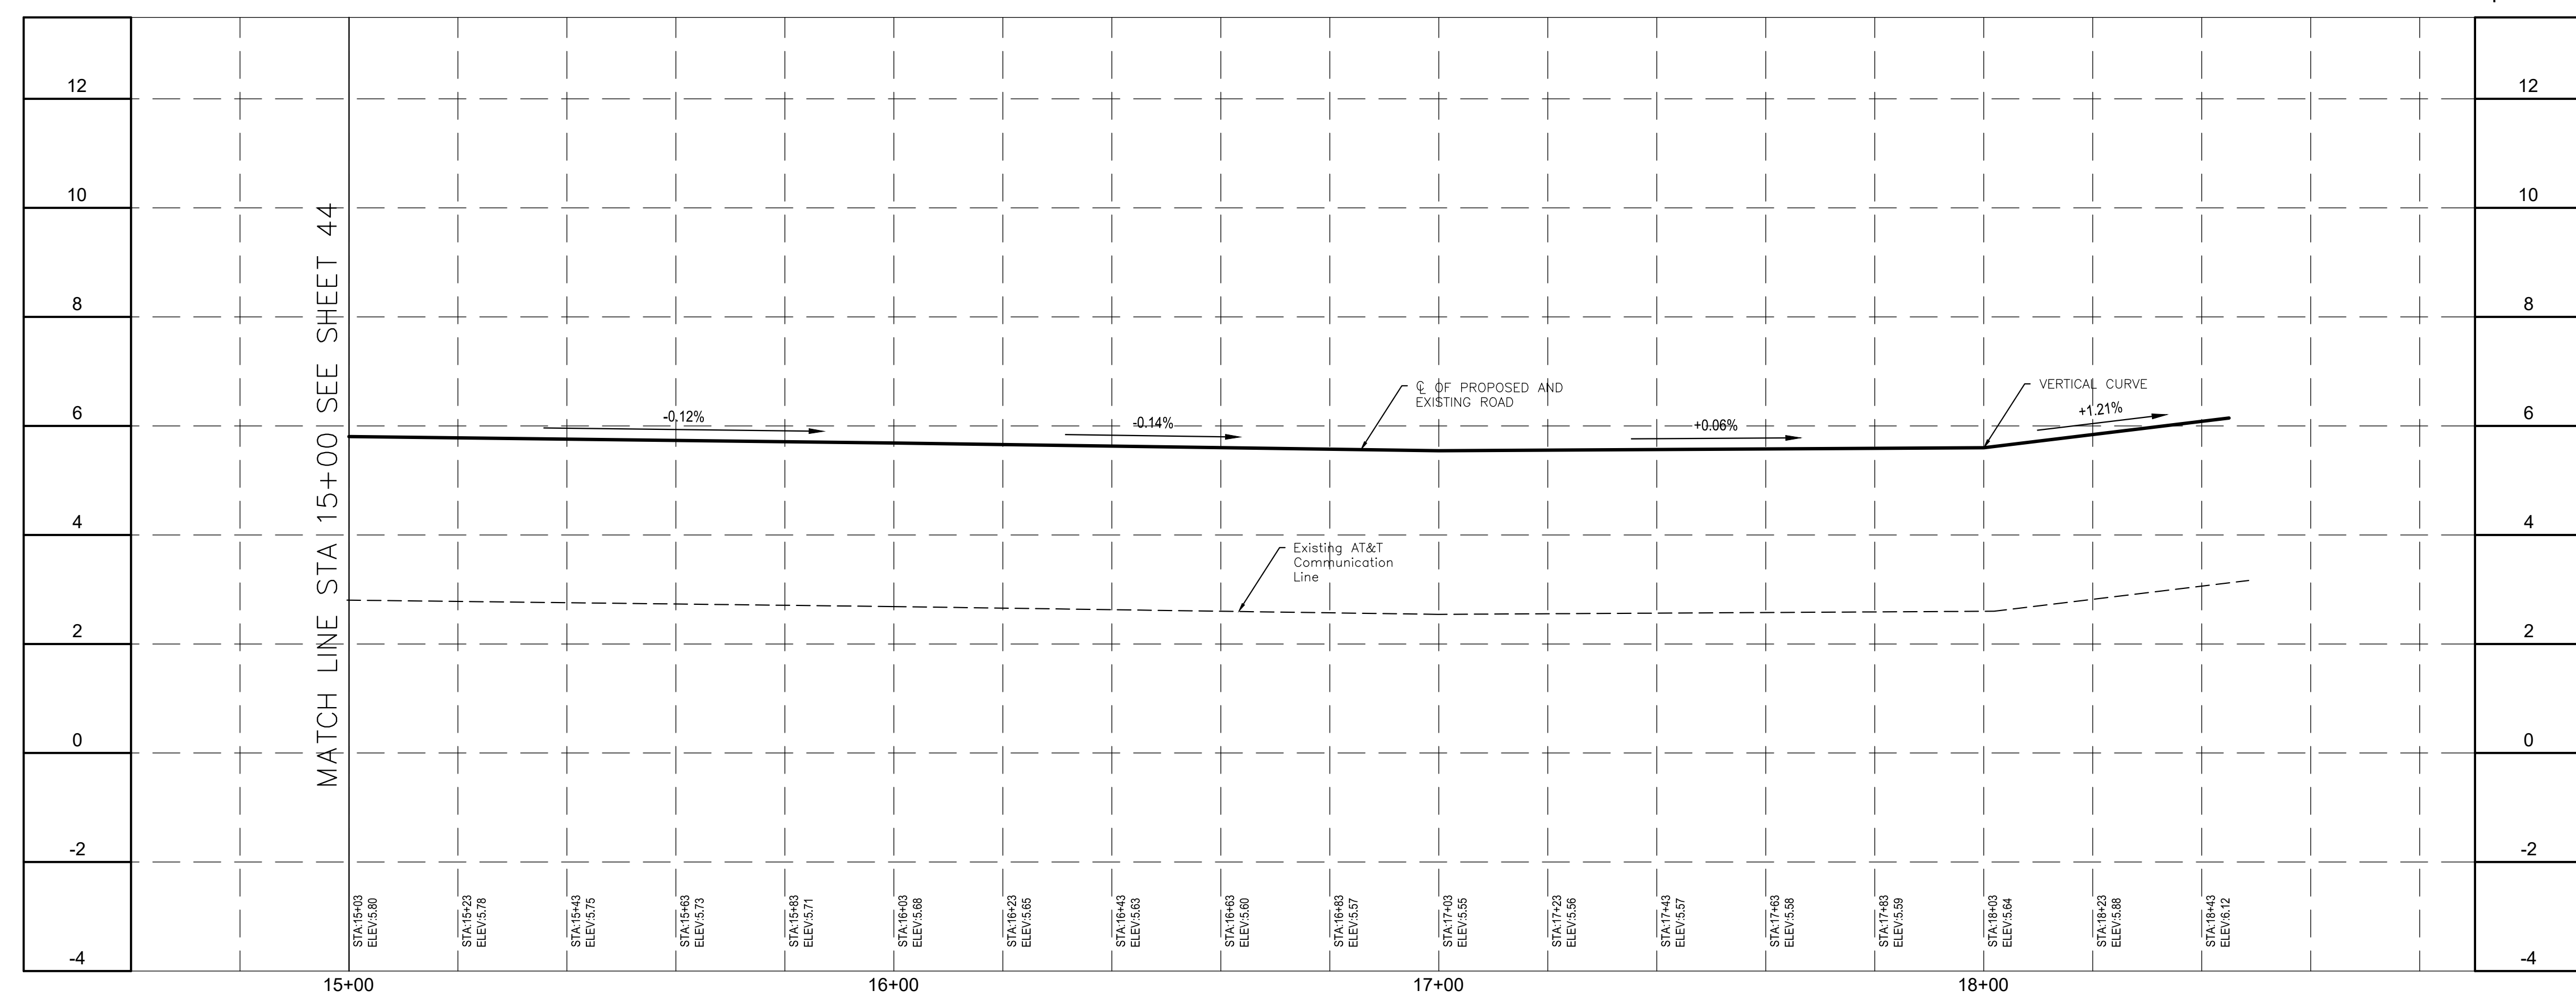 12
12
10
10
8
8
6
6
4
4
2
2
0
0
-2
-2
-4
-4
MATCH LINE STA 15+00 SEE SHEET 44
-0.12%
-0.14%
℄ OF PROPOSED AND
EXISTING ROAD
+0.06%
VERTICAL CURVE
+1.21%
Existing AT&T
Communication
Line
STA:15+03
ELEV:5.80
STA:15+23
ELEV:5.78
STA:15+43
ELEV:5.75
STA:15+63
ELEV:5.73
STA:15+83
ELEV:5.71
STA:16+03
ELEV:5.68
STA:16+23
ELEV:5.65
STA:16+43
ELEV:5.63
STA:16+63
ELEV:5.60
STA:16+83
ELEV:5.57
STA:17+03
ELEV:5.55
STA:17+23
ELEV:5.56
STA:17+43
ELEV:5.57
STA:17+63
ELEV:5.58
STA:17+83
ELEV:5.59
STA:18+03
ELEV:5.64
STA:18+23
ELEV:5.88
STA:18+43
ELEV:6.12
15+00
16+00
17+00
18+00